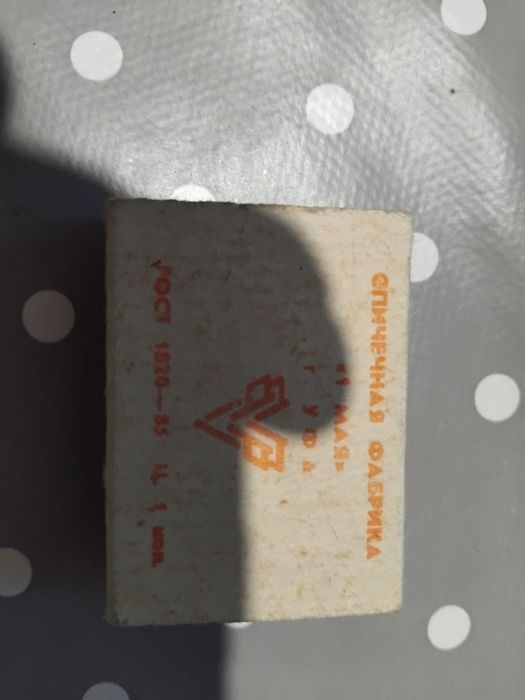 СПИЧЕЧНАЯ ФАБРИКА
«1 МАЯ»
г УФА
ГОСТ 1820—85 Ц. 1 коп.